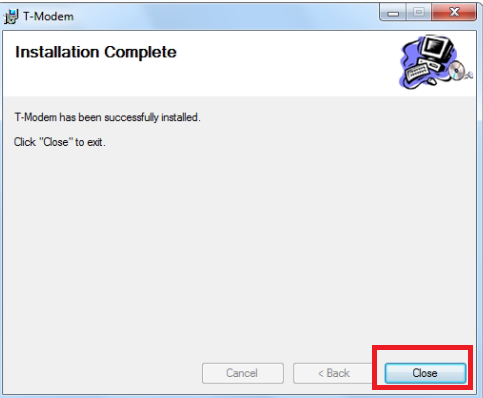 T-Modem
Installation Complete
T-Modem has been successfully installed.
Click "Close" to exit.
Cancel
< Back
Close